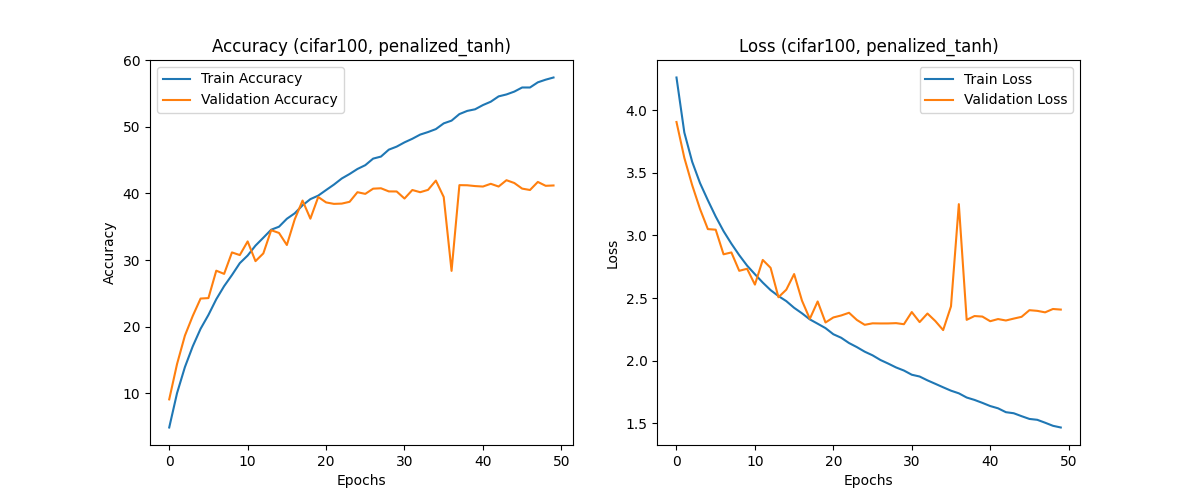 Accuracy (cifar100, penalized_tanh)
Train Accuracy
Validation Accuracy
60
50
40
30
20
10
Accuracy
0
10
20
30
40
50
Epochs
Loss (cifar100, penalized_tanh)
Train Loss
Validation Loss
4.0
3.5
3.0
2.5
2.0
1.5
Loss
0
10
20
30
40
50
Epochs